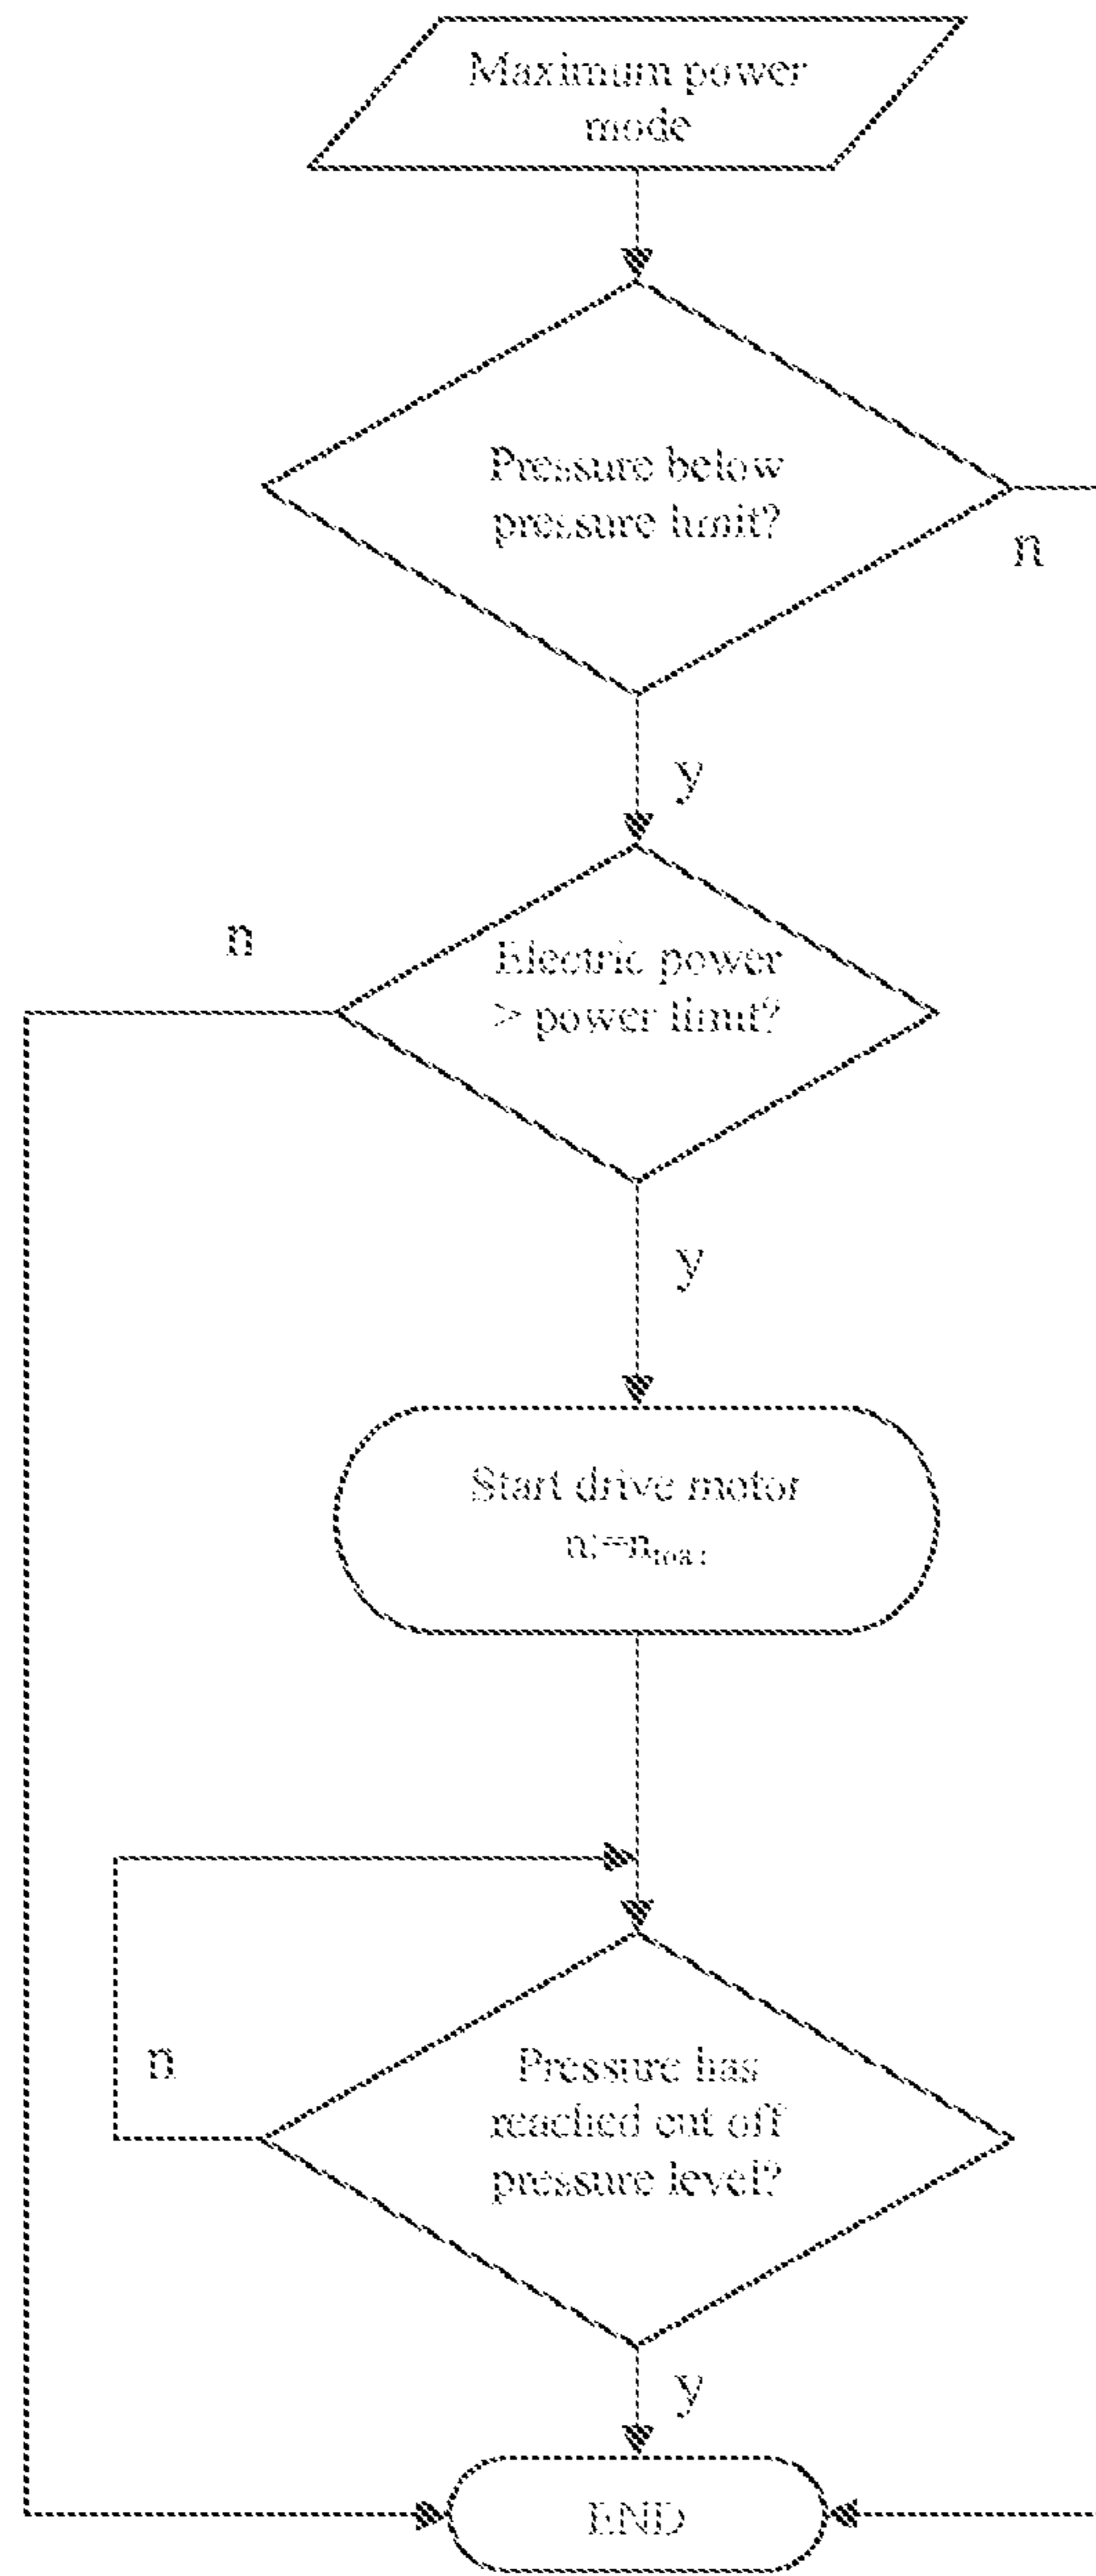 Maximum power
mode
Pressure below
pressure limit?
n
y
n
Electric power
> power limit?
y
Start drive motor
n
Pressure has
reached cut off
pressure level?
y
END